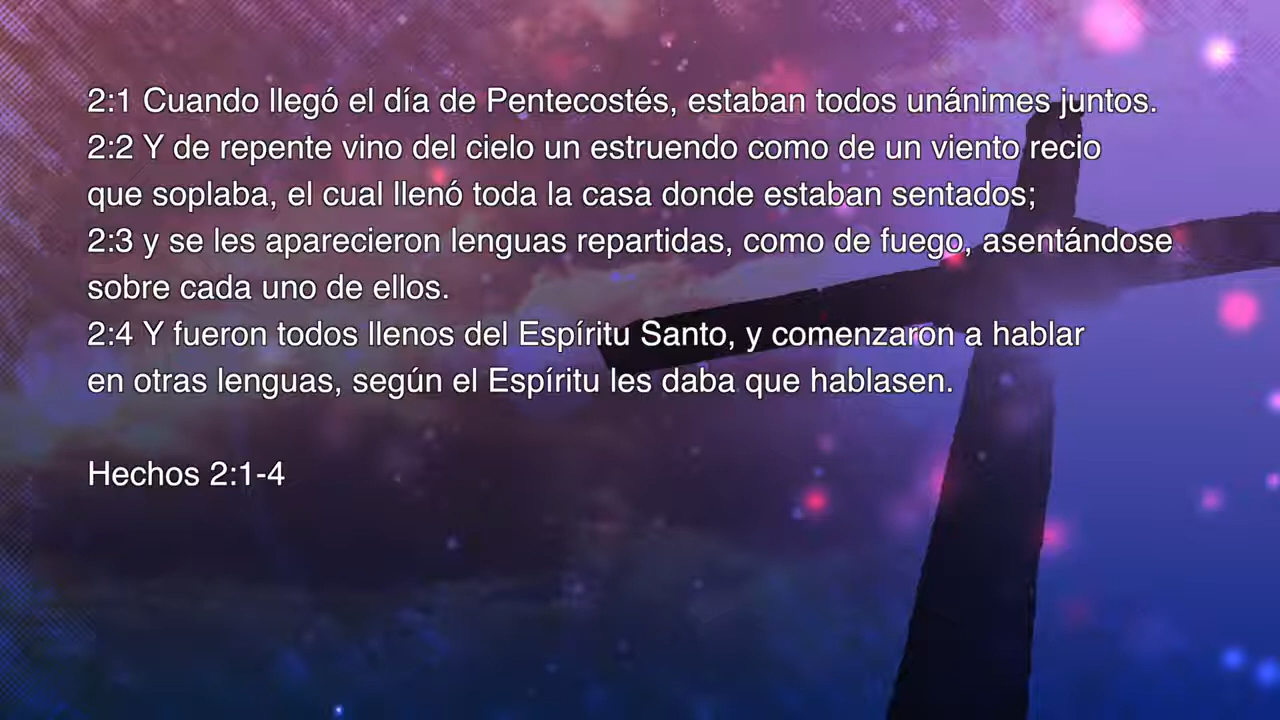 2:1 Cuando llegó el día de Pentecostés, estaban todos unánimes juntos.
2:2 Y de repente vino del cielo un estruendo como de un viento recio
que soplaba, el cual llenó toda la casa donde estaban sentados;
2:3 y se les aparecieron lenguas repartidas, como de fuego, asentándose
sobre cada uno de ellos.
2:4 Y fueron todos llenos del Espíritu Santo, y comenzaron a hablar
en otras lenguas, según el Espíritu les daba que hablasen.
Hechos 2:1-4